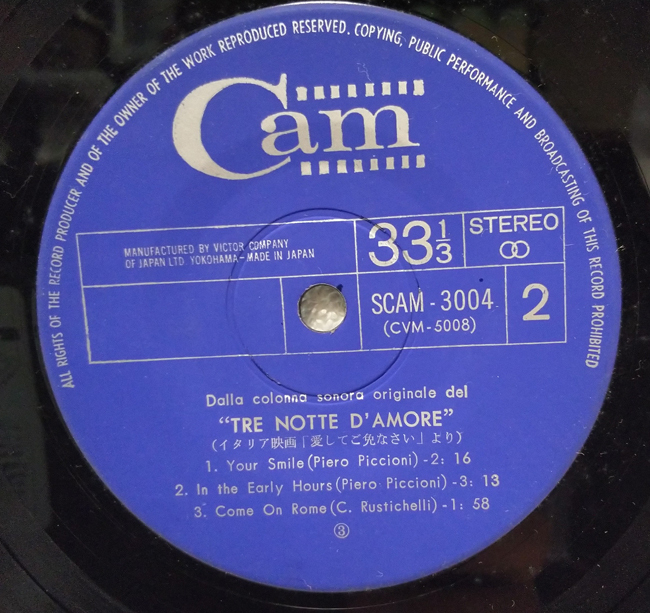 ALL RIGHTS OF THE RECORD PRODUCER AND OF THE OWNER OF THE WORK REPRODUCED RESERVED. COPYING, PUBLIC PERFORMANCE AND BROADCASTING OF THIS RECORD PROHIBITED
Cam
MANUFACTURED BY VICTOR COMPANY
OF JAPAN LTD. YOKOHAMA-MADE IN JAPAN
33 1/3
STEREO
SCAM-3004
(CVM-5008)
2
Dalla colonna sonora originale del
"TRE NOTTE D'AMORE"
(イタリア映画「愛してご免なさい」より)
1. Your Smile (Piero Piccioni) -2: 16
2. In the Early Hours (Piero Piccioni) -3: 13
3. Come On Rome (C. Rustichelli) -1: 58
③